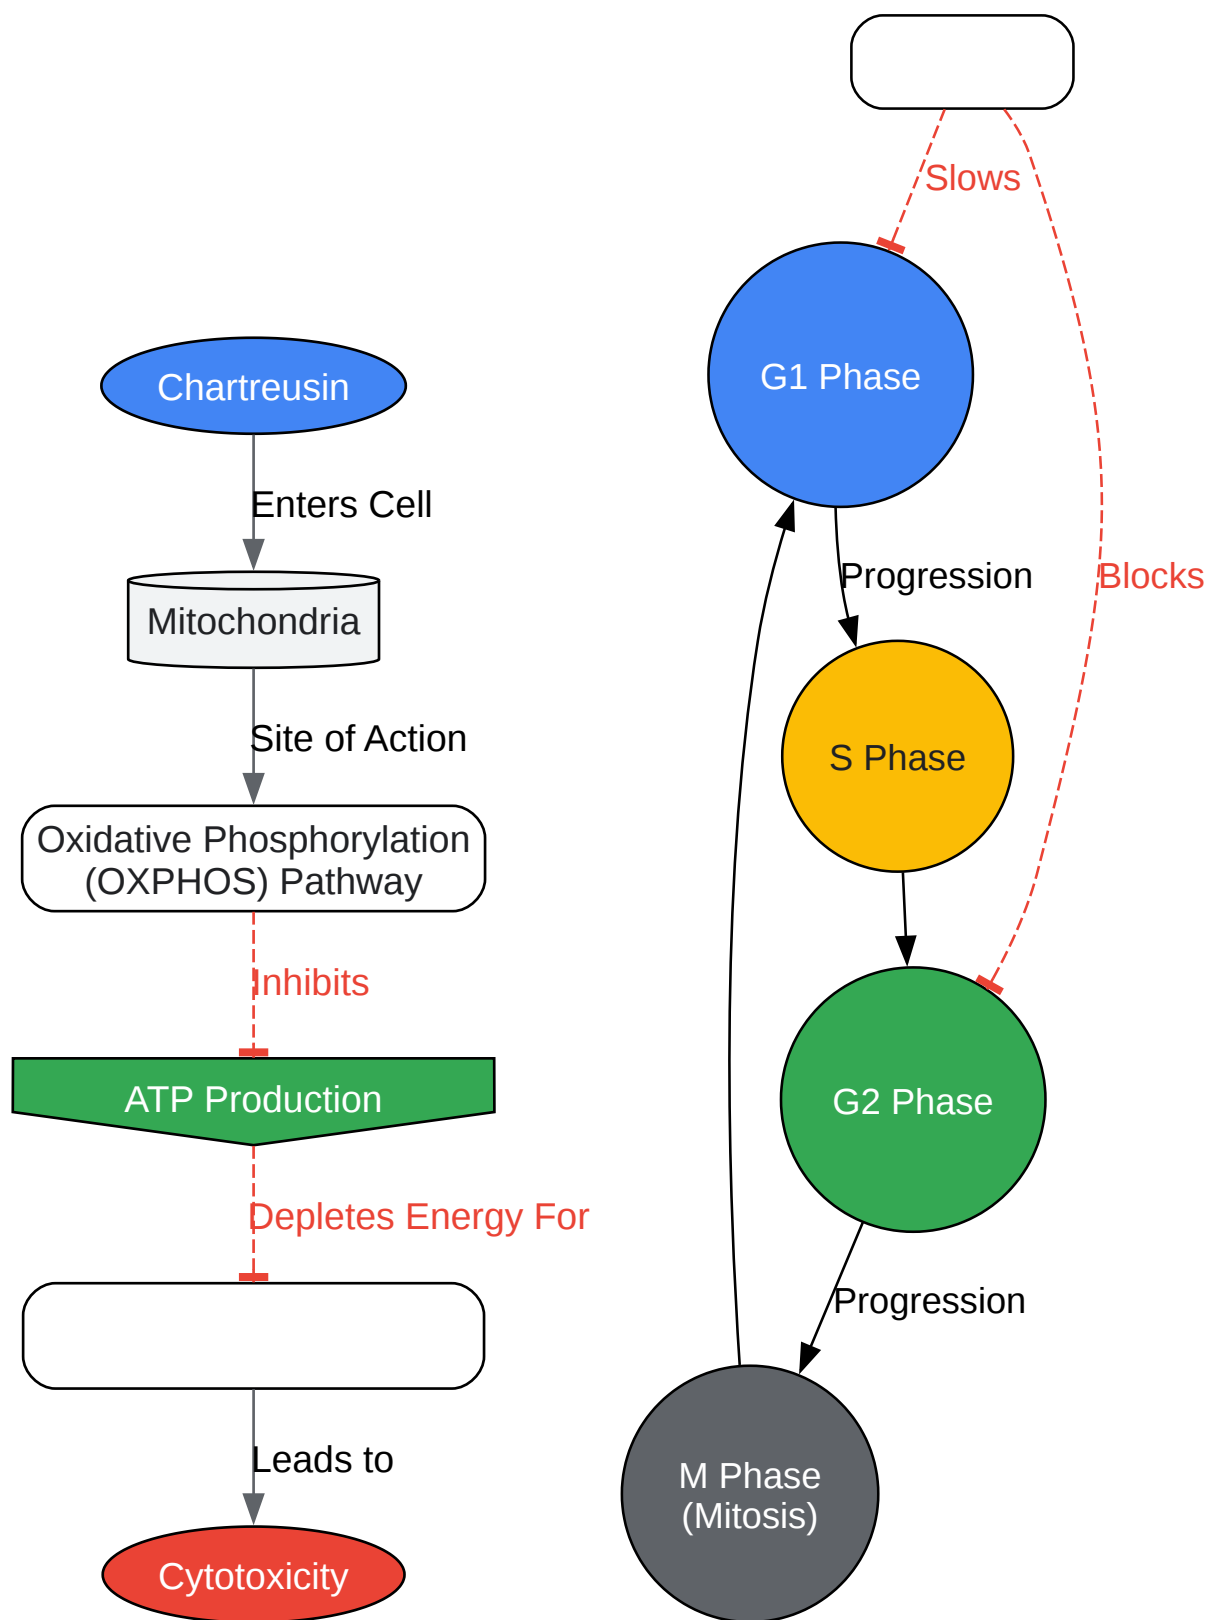 Chartreusin
Enters Cell
Mitochondria
Site of Action
Oxidative Phosphorylation
(OXPHOS) Pathway
Inhibits
ATP Production
Depletes Energy For
Leads to
Cytotoxicity
Slows
G1 Phase
Progression
Blocks
S Phase
G2 Phase
Progression
M Phase
(Mitosis)